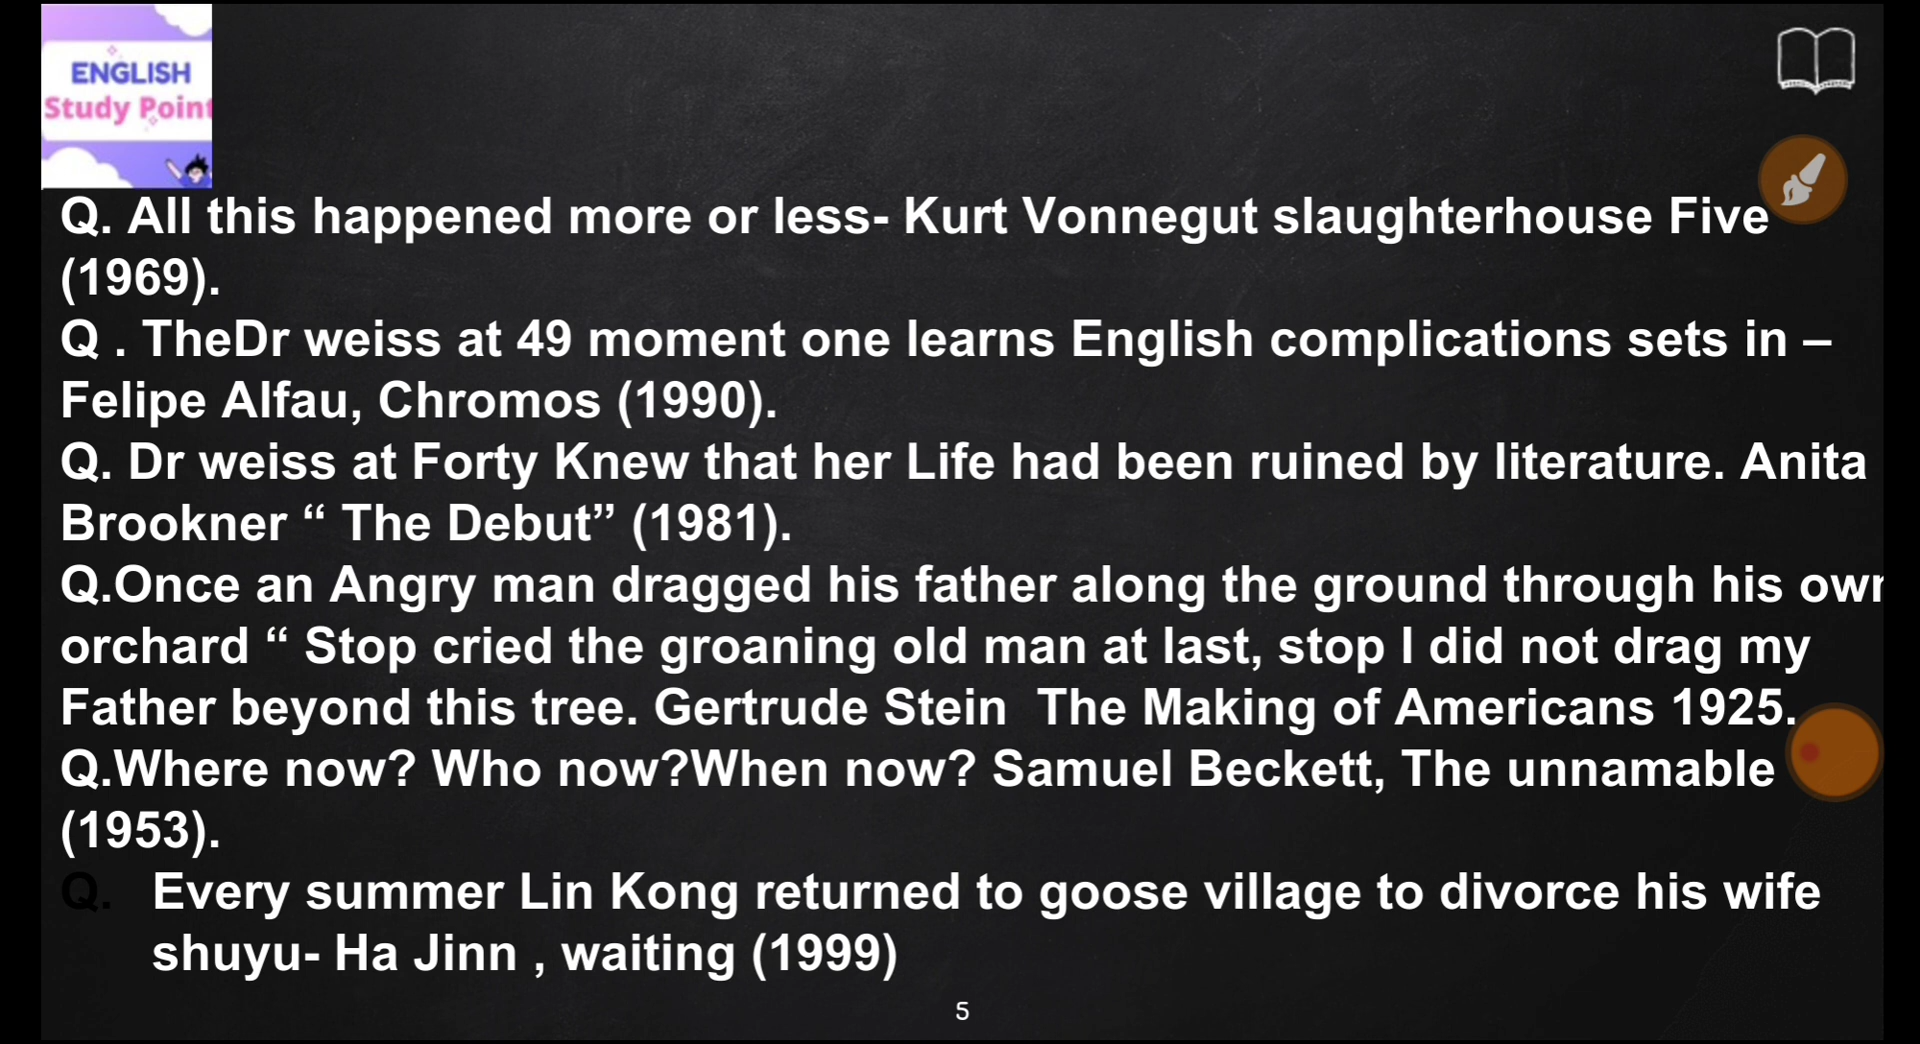 ENGLISH
Study Point
Q. All this happened more or less- Kurt Vonnegut slaughterhouse Five
(1969).
Q . TheDr weiss at 49 moment one learns English complications sets in –
Felipe Alfau, Chromos (1990).
Q. Dr weiss at Forty Knew that her Life had been ruined by literature. Anita
Brookner “ The Debut” (1981).
Q.Once an Angry man dragged his father along the ground through his own
orchard “ Stop cried the groaning old man at last, stop I did not drag my
Father beyond this tree. Gertrude Stein The Making of Americans 1925.
Q.Where now? Who now?When now? Samuel Beckett, The unnamable
(1953).
Q. Every summer Lin Kong returned to goose village to divorce his wife
shuyu- Ha Jinn , waiting (1999)
5